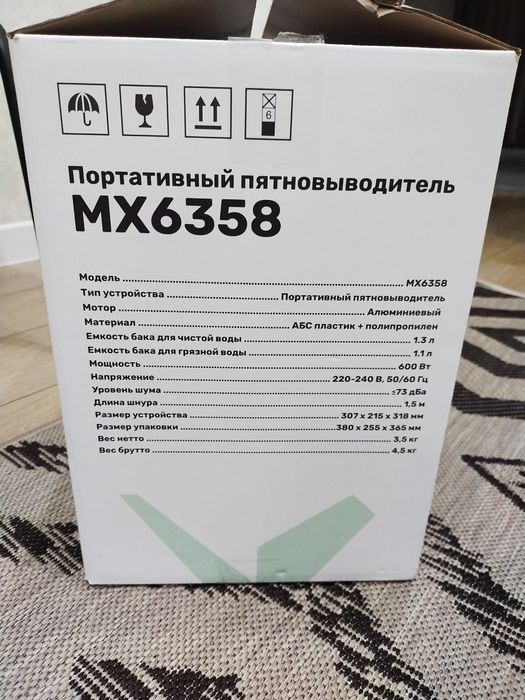 6
Портативный пятновыводитель
MX6358
Модель ........ MX6358
Тип устройства ........ Портативный пятновыводитель
Мотор ........ Алюминиевый
Материал ........ АБС пластик + полипропилен
Емкость бака для чистой воды ........ 1.3 л
Емкость бака для грязной воды ........ 1.1 л
Мощность ........ 600 Вт
Напряжение ........ 220-240 В, 50/60 Гц
Уровень шума ........ ≤73 дБа
Длина шнура ........ 1,5 м
Размер устройства ........ 307 x 215 x 318 мм
Размер упаковки ........ 380 x 255 x 365 мм
Вес нетто ........ 3,5 кг
Вес брутто ........ 4,5 кг